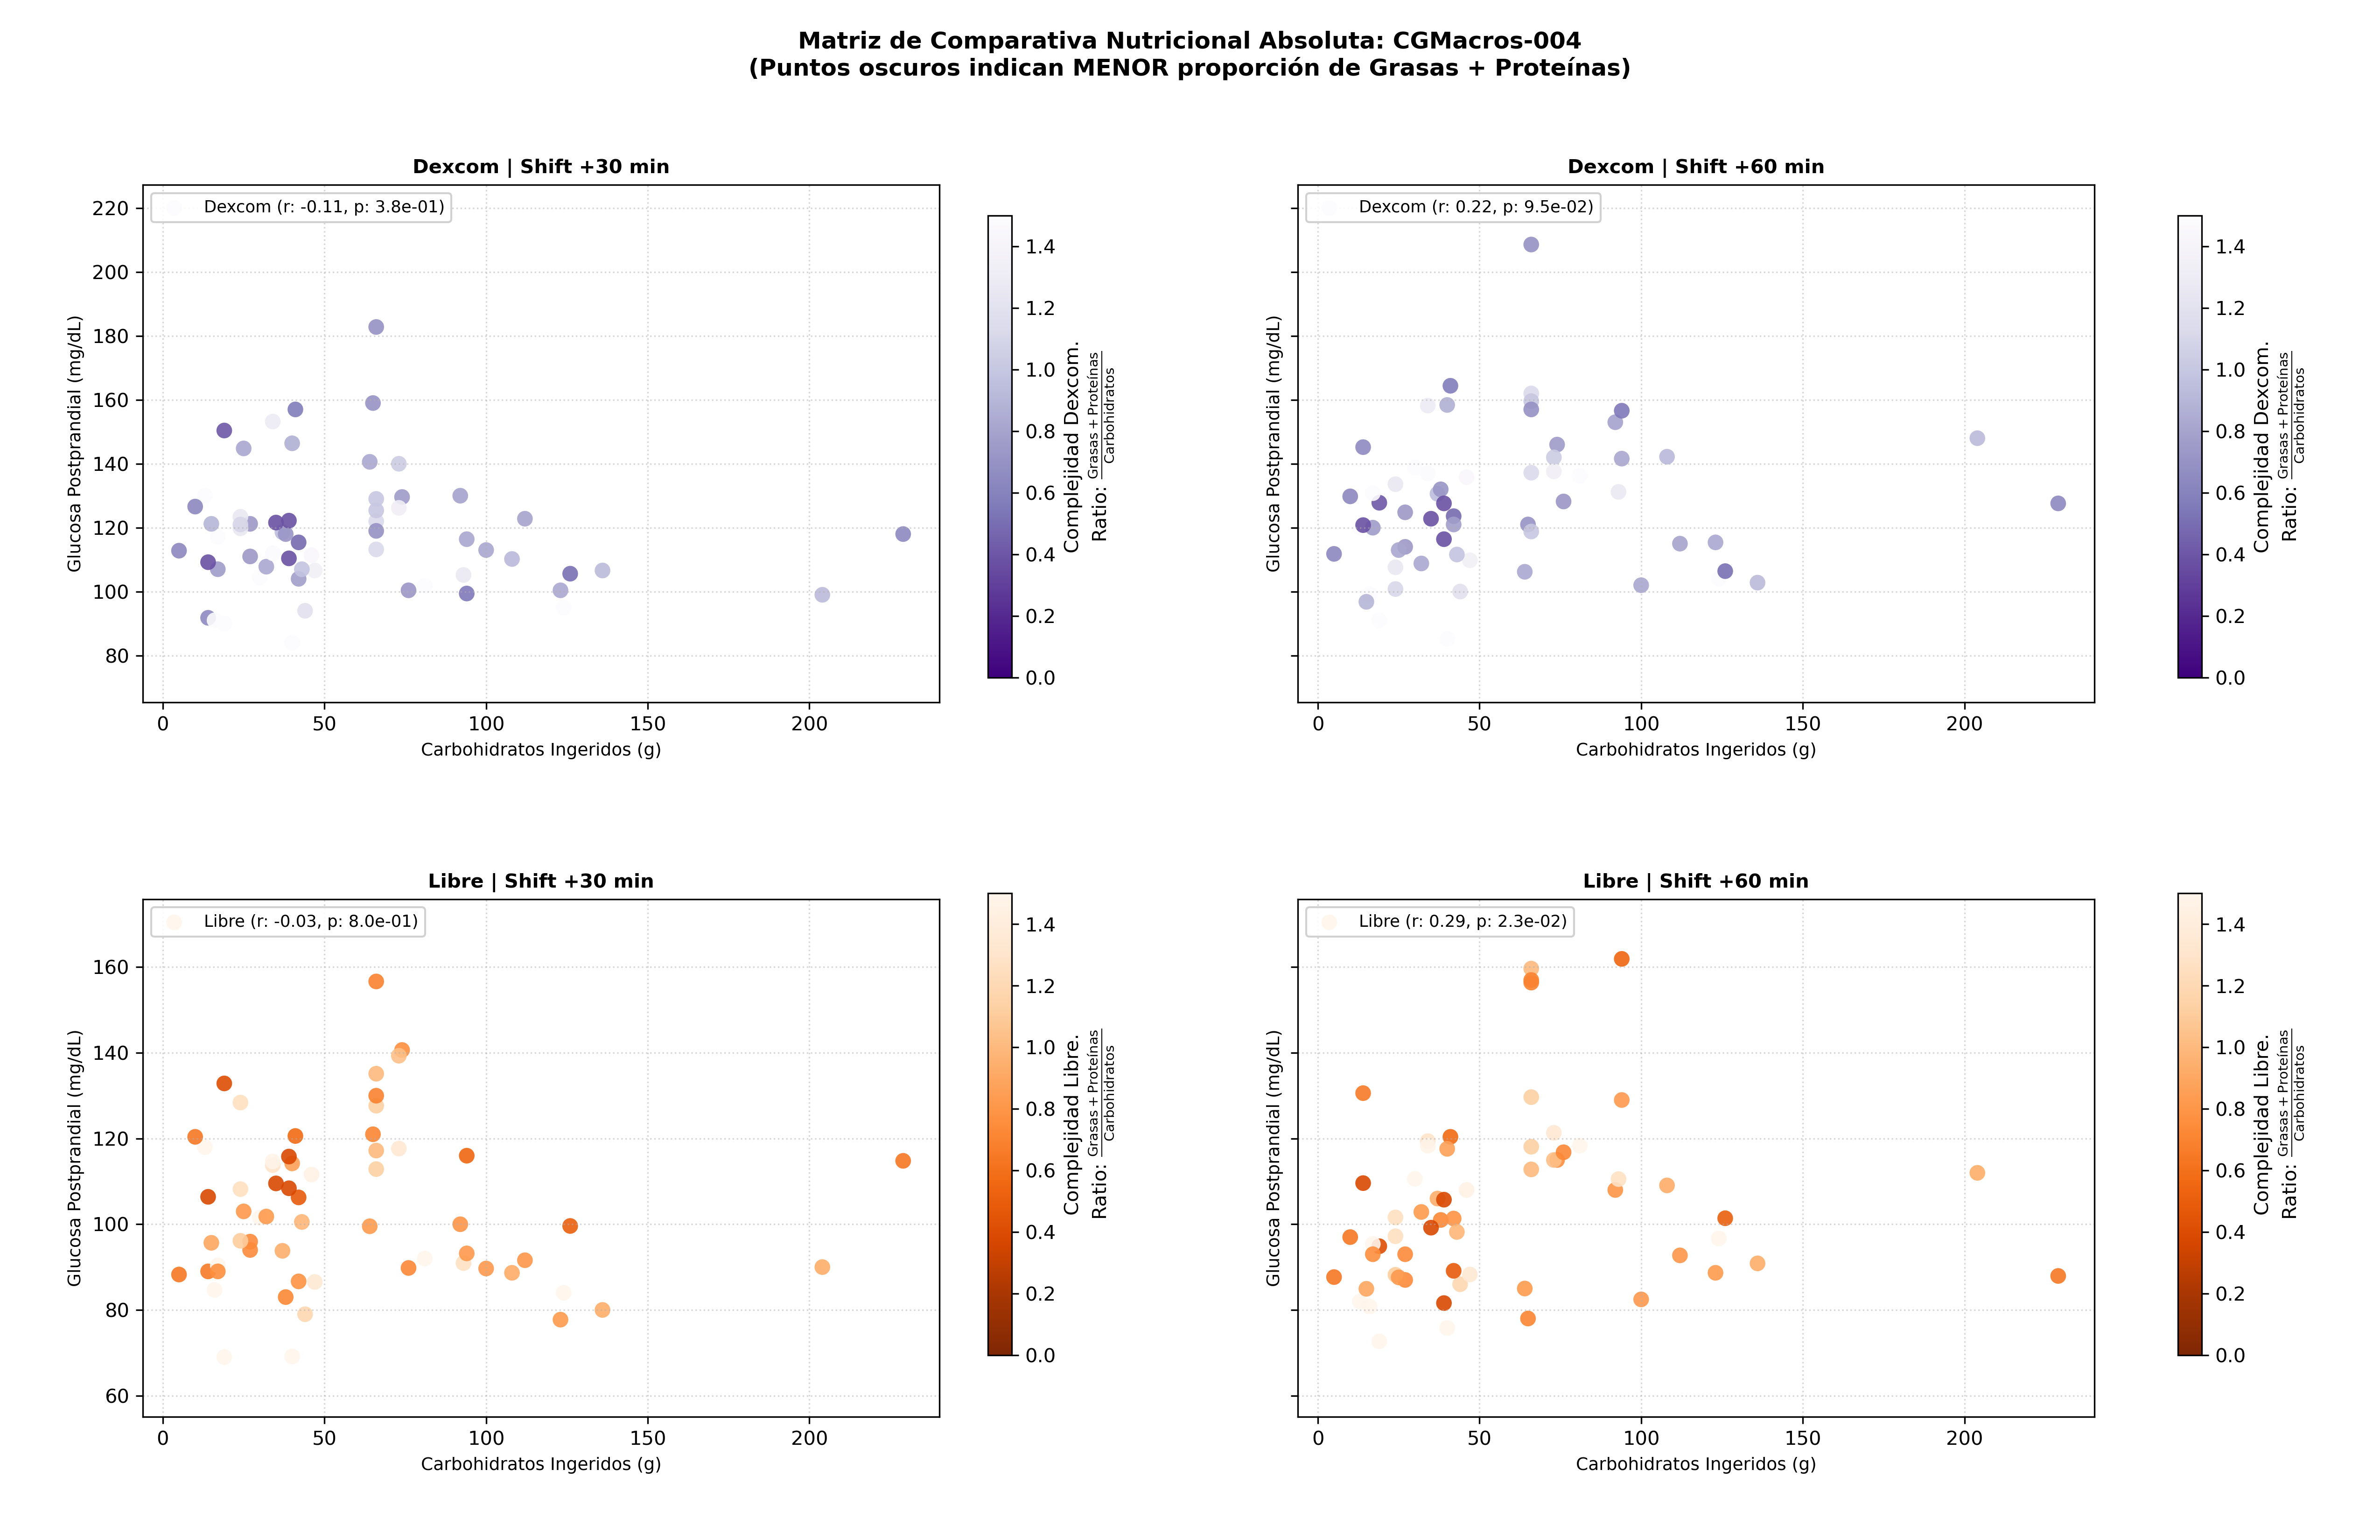 Matriz de Comparativa Nutricional Absoluta: CGMacros-004
(Puntos oscuros indican MENOR proporción de Grasas + Proteínas)
Dexcom | Shift +30 min
Dexcom (r: -0.11, p: 3.8e-01)
220
200
180
160
140
120
100
80
Glucosa Postprandial (mg/dL)
0 50 100 150 200
Carbohidratos Ingeridos (g)
1.4
1.2
1.0
0.8
0.6
0.4
0.2
0.0
Complejidad Dexcom.
Ratio: Grasas + Proteínas
Carbohidratos
Dexcom | Shift +60 min
Dexcom (r: 0.22, p: 9.5e-02)
Glucosa Postprandial (mg/dL)
0 50 100 150 200
Carbohidratos Ingeridos (g)
1.4
1.2
1.0
0.8
0.6
0.4
0.2
0.0
Complejidad Dexcom.
Ratio: Grasas + Proteínas
Carbohidratos
Libre | Shift +30 min
Libre (r: -0.03, p: 8.0e-01)
160
140
120
100
80
60
Glucosa Postprandial (mg/dL)
0 50 100 150 200
Carbohidratos Ingeridos (g)
1.4
1.2
1.0
0.8
0.6
0.4
0.2
0.0
Complejidad Libre.
Ratio: Grasas + Proteínas
Carbohidratos
Libre | Shift +60 min
Libre (r: 0.29, p: 2.3e-02)
Glucosa Postprandial (mg/dL)
0 50 100 150 200
Carbohidratos Ingeridos (g)
1.4
1.2
1.0
0.8
0.6
0.4
0.2
0.0
Complejidad Libre.
Ratio: Grasas + Proteínas
Carbohidratos